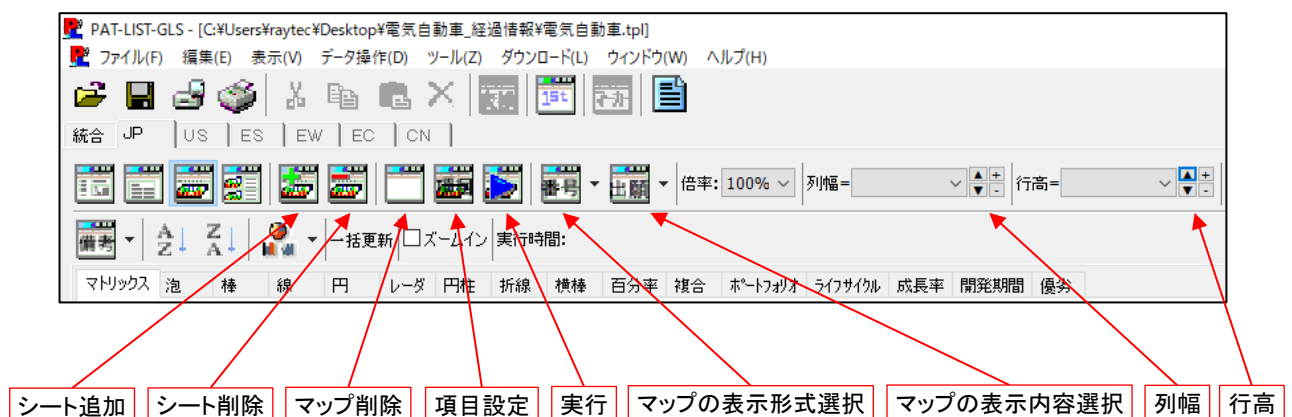 PAT-LIST-GLS - [C:¥Users¥raytec¥Desktop¥電気自動車_経過情報¥電気自動車.tpl]
ファイル(F) 編集(E) 表示(V) データ操作(D) ツール(Z) ダウンロード(L) ウィンドウ(W) ヘルプ(H)
1st マーカー
統合 JP US ES EW EC CN
番号 出願 倍率: 100% 列幅= + - 行高= + -
備考 A Z Z A 一括更新 ズームイン 実行時間:
マトリックス 泡 棒 線 円 レーダ 円柱 折線 横棒 百分率 複合 ポートフォリオ ライフサイクル 成長率 開発期間 優劣
シート追加 シート削除 マップ削除 項目設定 実行 マップの表示形式選択 マップの表示内容選択 列幅 行高